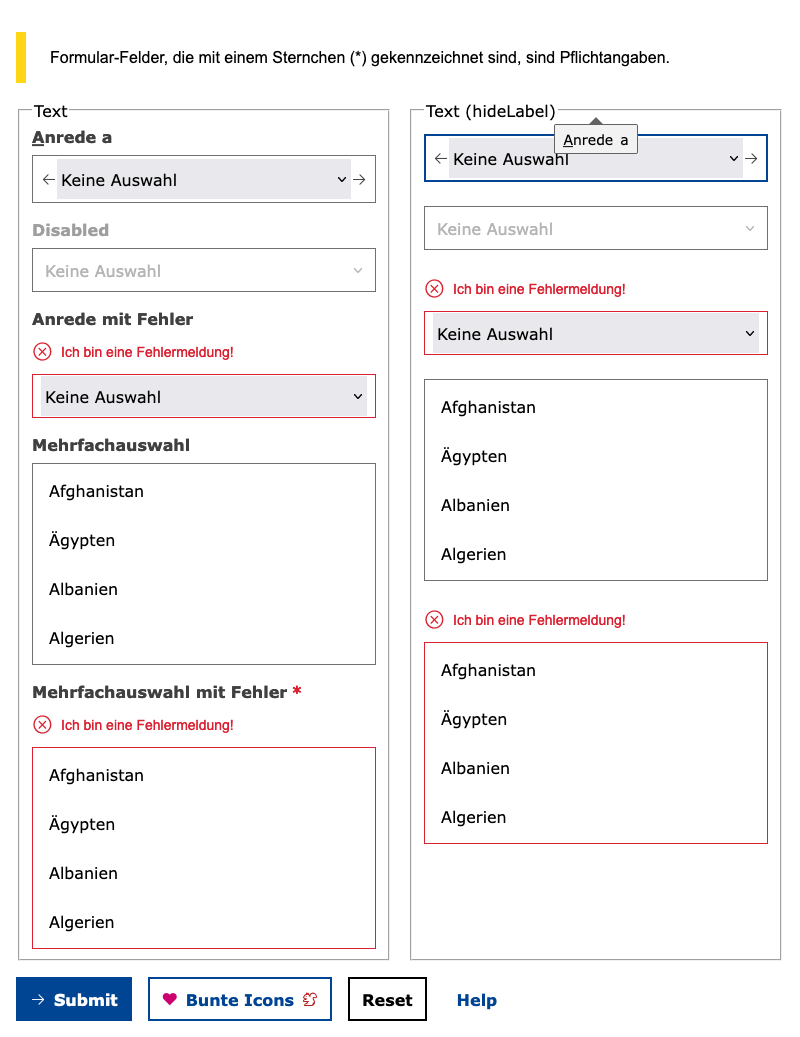 Formular-Felder, die mit einem Sternchen (*) gekennzeichnet sind, sind Pflichtangaben.
Text
Anrede a
Keine Auswahl
Disabled
Keine Auswahl
Anrede mit Fehler
Ich bin eine Fehlermeldung!
Keine Auswahl
Mehrfachauswahl
Afghanistan
Ägypten
Albanien
Algerien
Mehrfachauswahl mit Fehler *
Ich bin eine Fehlermeldung!
Afghanistan
Ägypten
Albanien
Algerien
Text (hideLabel)
Anrede a
Keine Auswahl
Keine Auswahl
Ich bin eine Fehlermeldung!
Keine Auswahl
Afghanistan
Ägypten
Albanien
Algerien
Ich bin eine Fehlermeldung!
Afghanistan
Ägypten
Albanien
Algerien
Submit
Bunte Icons
Reset
Help